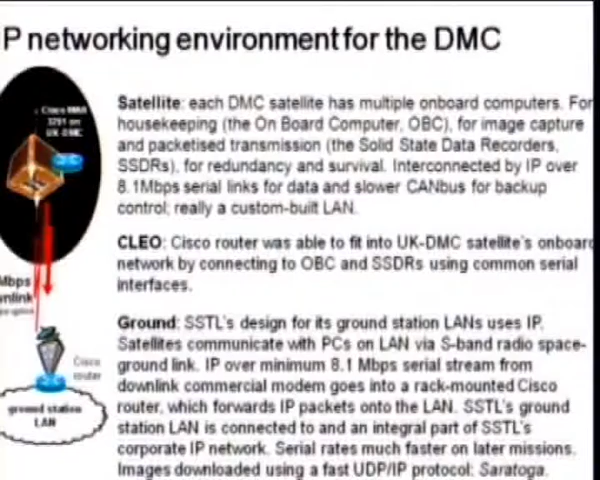 P networking environment for the DMC
Satellite: each DMC satellite has multiple onboard computers. For
housekeeping (the On Board Computer, OBC), for image capture
and packetised transmission (the Solid State Data Recorders,
SSDRs), for redundancy and survival. Interconnected by IP over
8.1Mbps serial links for data and slower CANbus for backup
control; really a custom-built LAN.
CLEO: Cisco router was able to fit into UK-DMC satellite's onboard
network by connecting to OBC and SSDRs using common serial
interfaces.
Ground: SSTL's design for its ground station LANs uses IP.
Satellites communicate with PCs on LAN via S-band radio space-
ground link. IP over minimum 8.1 Mbps serial stream from
downlink commercial modem goes into a rack-mounted Cisco
router, which forwards IP packets onto the LAN. SSTL's ground
station LAN is connected to and an integral part of SSTL's
corporate IP network. Serial rates much faster on later missions.
Images downloaded using a fast UDP/IP protocol: Saratoga.
Mbps
nlink
Cisco
router
ground station
LAN